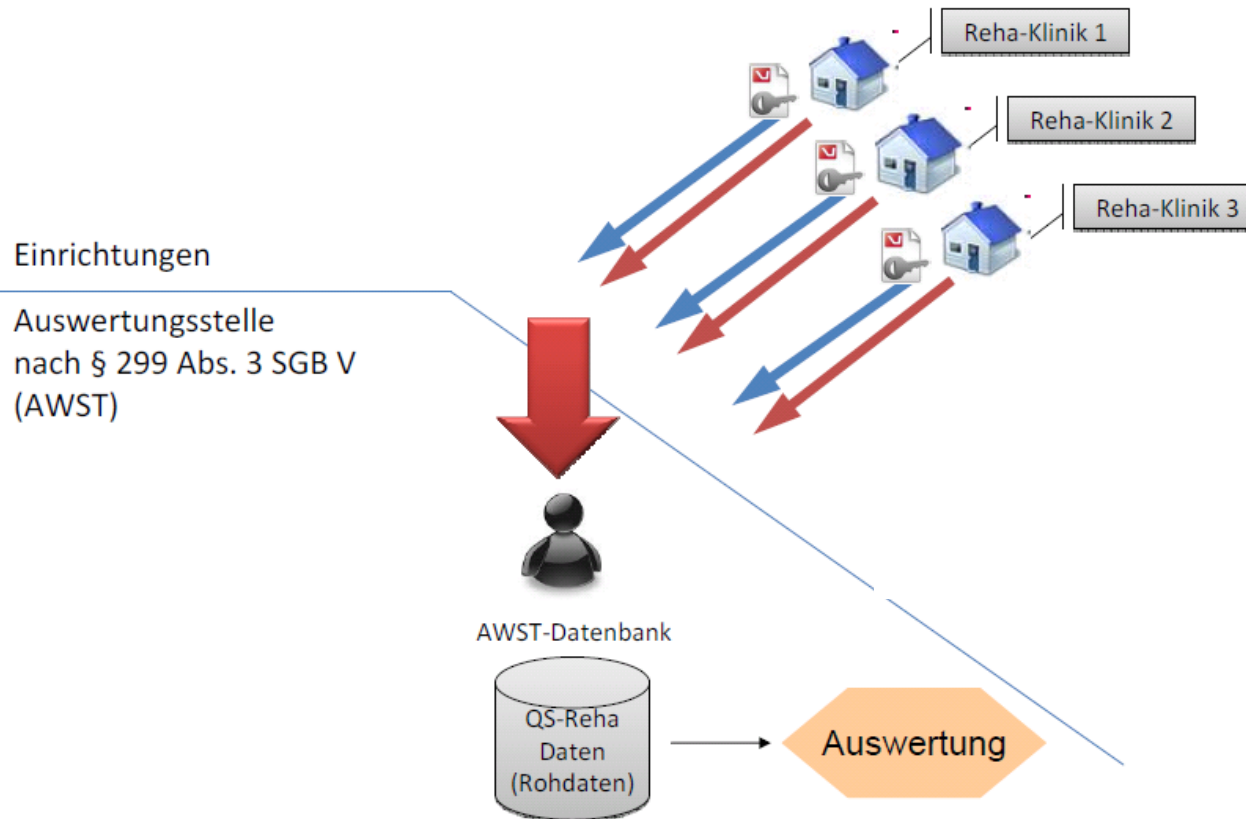 Reha-Klinik 1
Reha-Klinik 2
Reha-Klinik 3
Einrichtungen
Auswertungsstelle
nach § 299 Abs. 3 SGB V
(AWST)
AWST-Datenbank
QS-Reha
Daten
(Rohdaten)
Auswertung